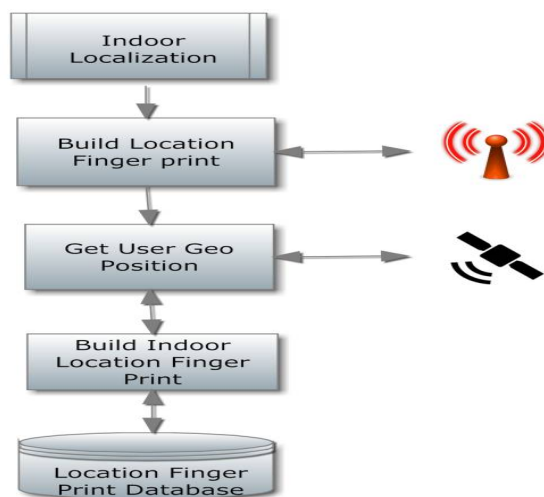 Indoor
Localization
Build Location
Finger print
Get User Geo
Position
Build Indoor
Location Finger
Print
Location Finger
Print Database